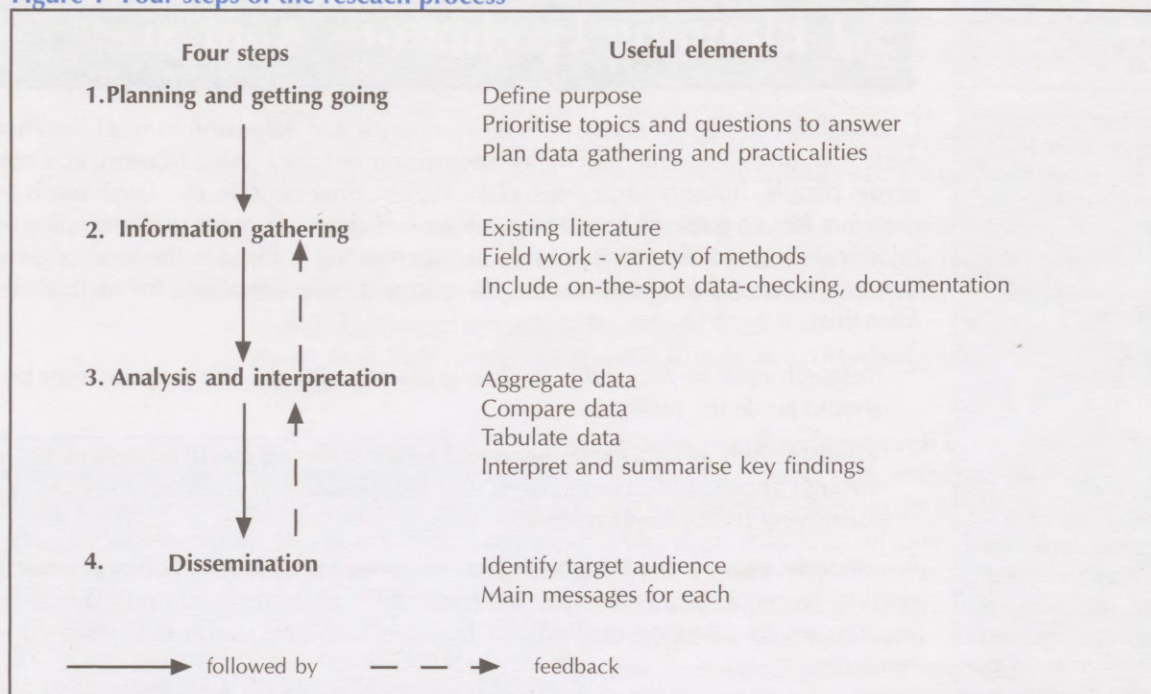 Figure 1 Four steps of the reseach process
Four steps
Useful elements
1.Planning and getting going
Define purpose
Prioritise topics and questions to answer
Plan data gathering and practicalities
2. Information gathering
Existing literature
Field work - variety of methods
Include on-the-spot data-checking, documentation
3. Analysis and interpretation
Aggregate data
Compare data
Tabulate data
Interpret and summarise key findings
4. Dissemination
Identify target audience
Main messages for each
followed by
feedback